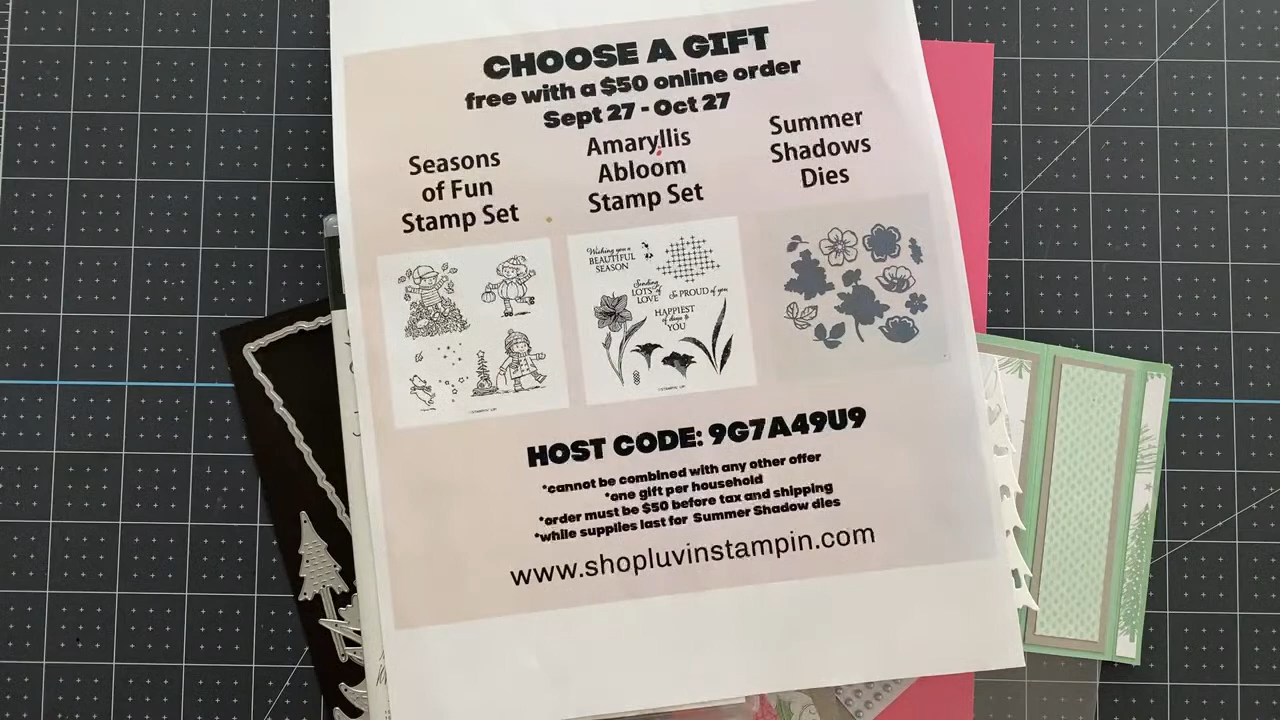 CHOOSE A GIFT
free with a $50 online order
Sept 27 - Oct 27
Seasons
of Fun
Stamp Set
Amaryllis
Abloom
Stamp Set
Summer
Shadows
Dies
Wishing you a
BEAUTIFUL
SEASON
Sending
LOTS of
LOVE
So PROUD of you
HAPPIEST
of days to
YOU
HOST CODE: 9G7A49U9
*cannot be combined with any other offer
*one gift per household
*order must be $50 before tax and shipping
*while supplies last for Summer Shadow dies
www.shopluvinstampin.com